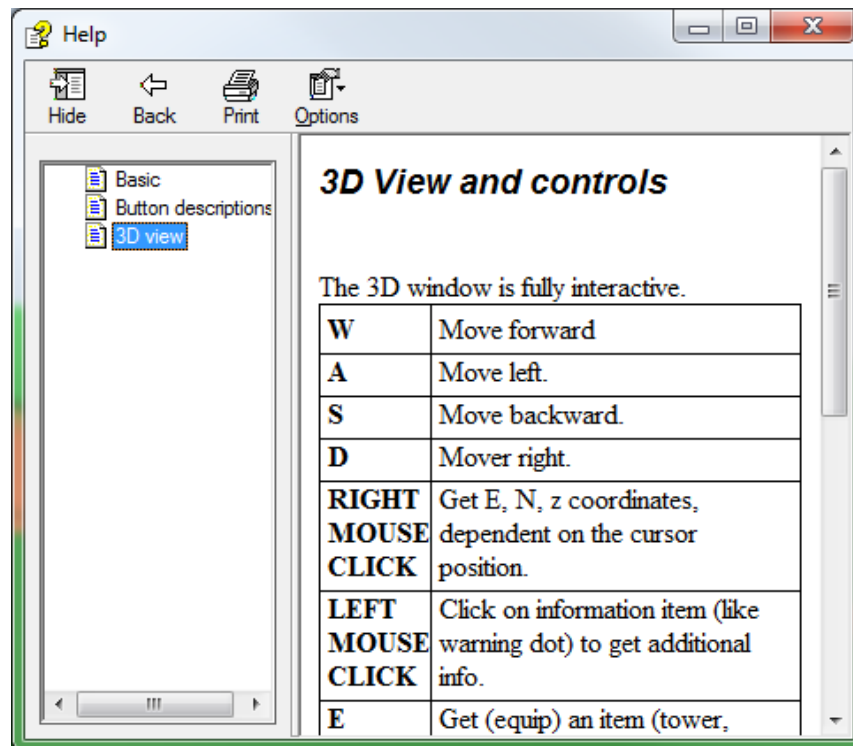 Help
Hide Back Print Options
Basic
Button descriptions
3D view
3D View and controls
The 3D window is fully interactive.
W Move forward
A Move left.
S Move backward.
D Mover right.
RIGHT Get E, N, z coordinates,
MOUSE dependent on the cursor
CLICK position.
LEFT Click on information item (like
MOUSE warning dot) to get additional
CLICK info.
E Get (equip) an item (tower,